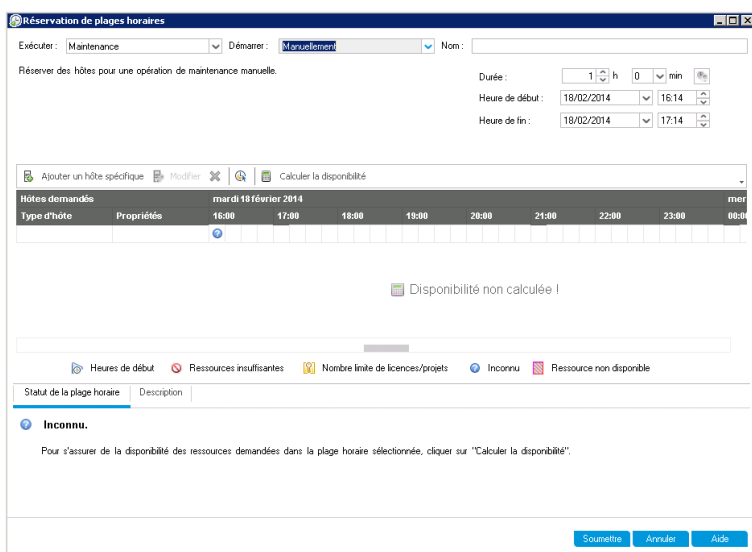 Réservation de plages horaires
Exécuter : Maintenance Démarrer : Manuellement Nom :
Réserver des hôtes pour une opération de maintenance manuelle.
Durée : 1 h 0 min
Heure de début : 18/02/2014 16:14
Heure de fin : 18/02/2014 17:14
Ajouter un hôte spécifique Modifier Calculer la disponibilité
Hôtes demandés mardi 18 février 2014 mer
Type d'hôte Propriétés 16:00 17:00 18:00 19:00 20:00 21:00 22:00 23:00 00:00
Disponibilité non calculée !
Heures de début Ressources insuffisantes Nombre limite de licences/projets Inconnu Ressource non disponible
Statut de la plage horaire Description
Inconnu.
Pour s'assurer de la disponibilité des ressources demandées dans la plage horaire sélectionnée, cliquer sur "Calculer la disponibilité".
Soumettre Annuler Aide